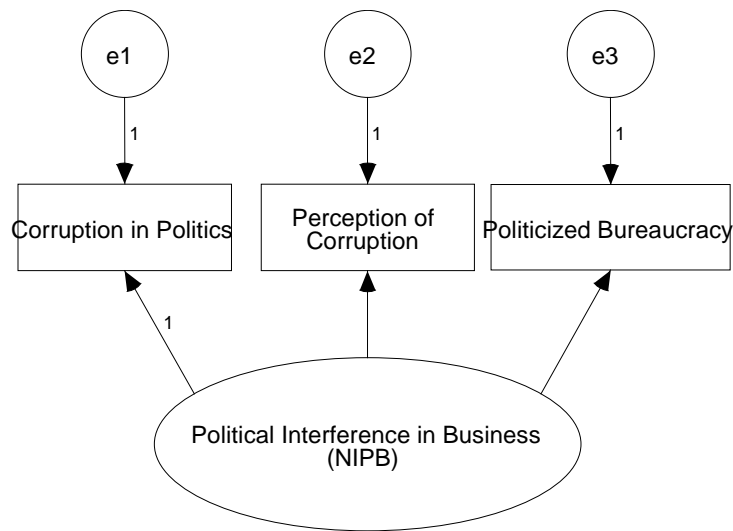 e1
e2
e3
1
1
1
Corruption in Politics
Perception of
Corruption
Politicized Bureaucracy
1
Political Interference in Business
(NIPB)